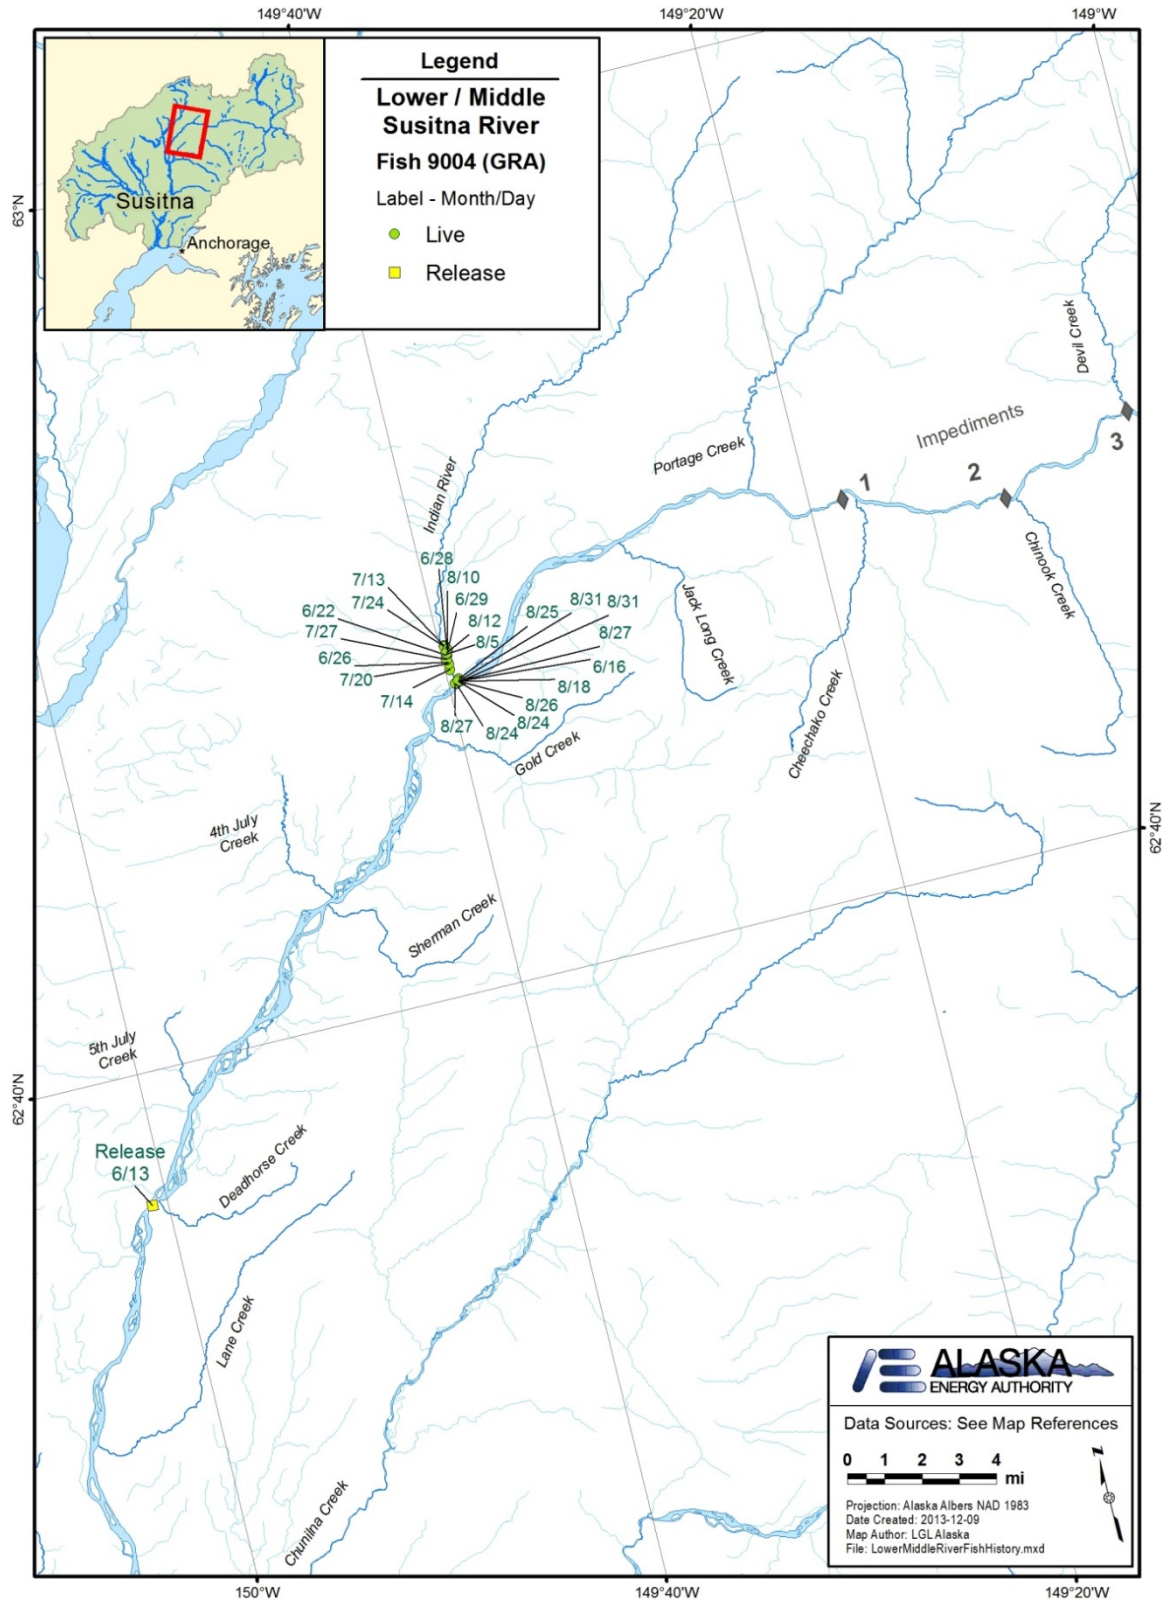 149°40'W
149°20'W
149°W
Legend
Lower / Middle
Susitna River
Fish 9004 (GRA)
Label - Month/Day
Live
Release
Susitna
Anchorage
63°N
Devil Creek
Impediments
3
Portage Creek
2
1
Indian River
Chinook Creek
6/28
7/13
8/10
7/24
6/29
6/22
8/12
8/25
8/31
8/31
7/27
8/5
8/27
6/26
6/16
7/20
8/18
7/14
8/26
8/27
8/24
8/24
Jack Long Creek
Cheechako Creek
Gold Creek
4th July
Creek
62°40'N
Sherman Creek
5th July
Creek
62°40'N
Release
6/13
Deadhorse Creek
Lane Creek
Chunilna Creek
ALASKA
ENERGY AUTHORITY
Data Sources: See Map References
0 1 2 3 4
mi
N
Projection: Alaska Albers NAD 1983
Date Created: 2013-12-09
Map Author: LGL Alaska
File: LowerMiddleRiverFishHistory.mxd
150°W
149°40'W
149°20'W